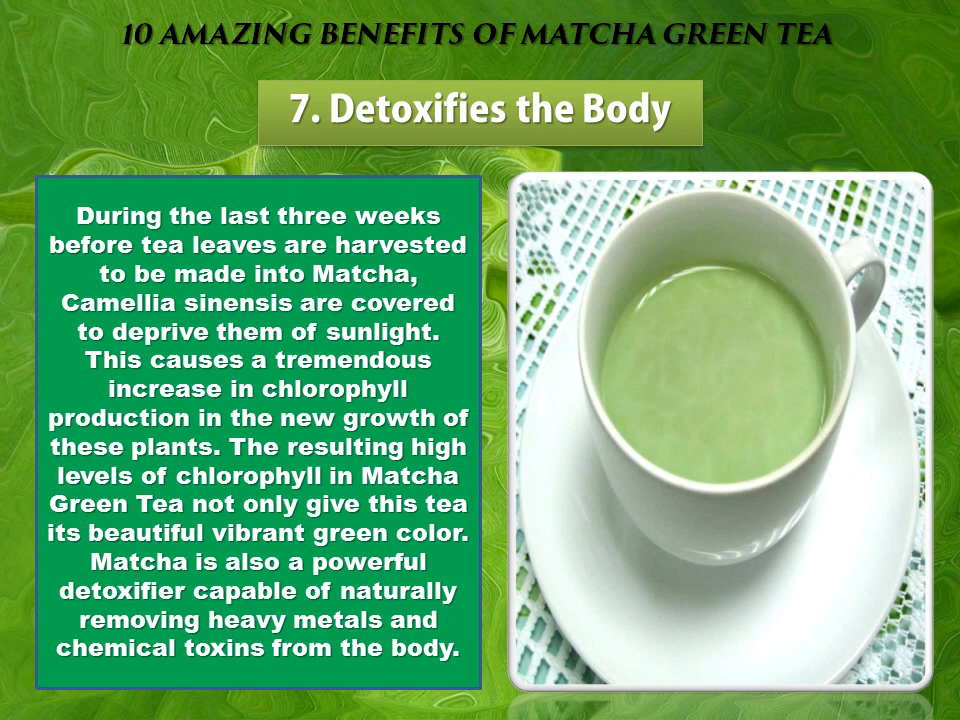 10 AMAZING BENEFITS OF MATCHA GREEN TEA
7. Detoxifies the Body
During the last three weeks
before tea leaves are harvested
to be made into Matcha,
Camellia sinensis are covered
to deprive them of sunlight.
This causes a tremendous
increase in chlorophyll
production in the new growth of
these plants. The resulting high
levels of chlorophyll in Matcha
Green Tea not only give this tea
its beautiful vibrant green color.
Matcha is also a powerful
detoxifier capable of naturally
removing heavy metals and
chemical toxins from the body.